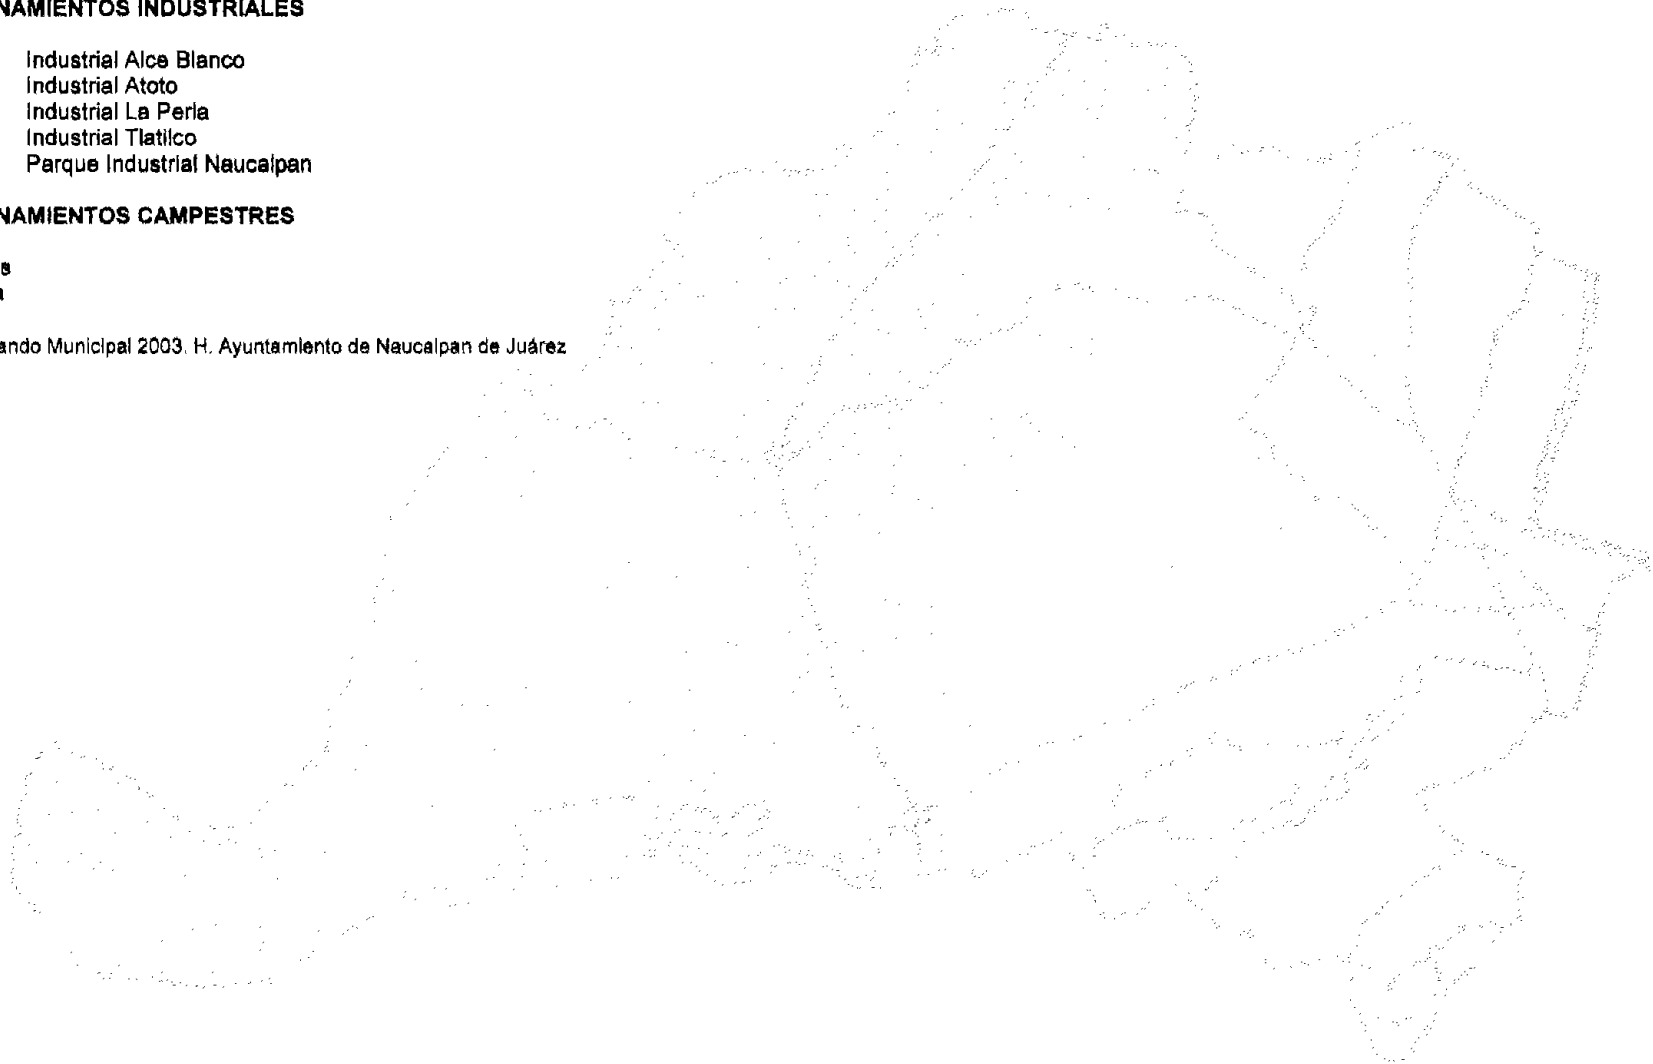 NAMIENTOS INDUSTRIALES
Industrial Alce Blanco
Industrial Atoto
Industrial La Perla
Industrial Tlatilco
Parque Industrial Naucalpan
NAMIENTOS CAMPESTRES
s
a
ando Municipal 2003. H. Ayuntamiento de Naucalpan de Juárez